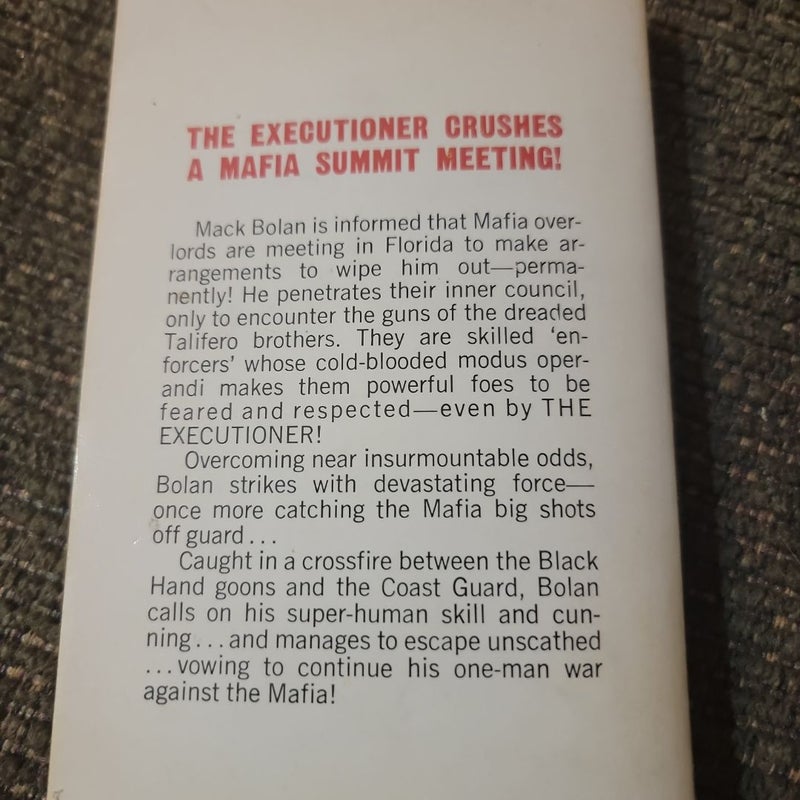 THE EXECUTIONER CRUSHES
A MAFIA SUMMIT MEETING!
Mack Bolan is informed that Mafia over-
lords are meeting in Florida to make ar-
rangements to wipe him out—perma-
nently! He penetrates their inner council,
only to encounter the guns of the dreaded
Talifero brothers. They are skilled 'en-
forcers' whose cold-blooded modus oper-
andi makes them powerful foes to be
feared and respected—even by THE
EXECUTIONER!
Overcoming near insurmountable odds,
Bolan strikes with devastating force—
once more catching the Mafia big shots
off guard...
Caught in a crossfire between the Black
Hand goons and the Coast Guard, Bolan
calls on his super-human skill and cun-
ning...and manages to escape unscathed
...vowing to continue his one-man war
against the Mafia!